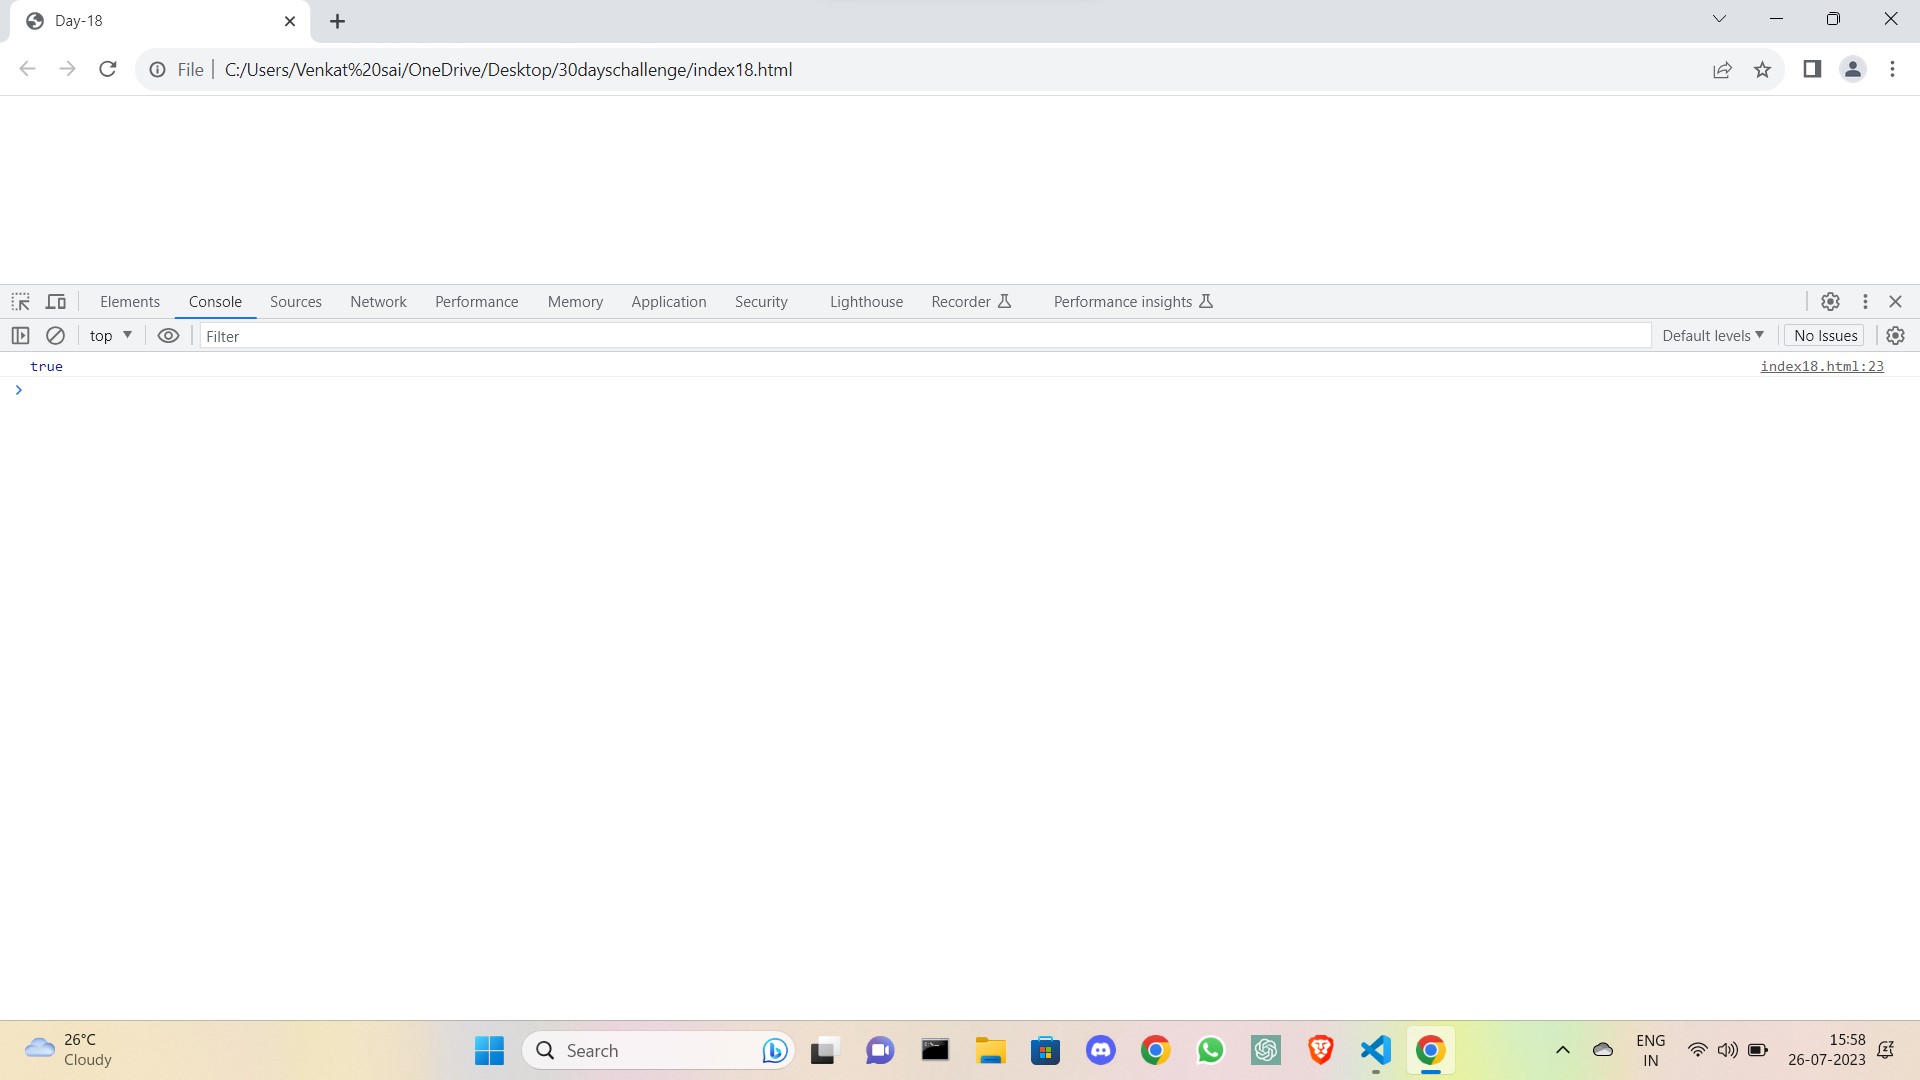 Day-18
File
C:/Users/Venkat%20sai/OneDrive/Desktop/30dayschallenge/index18.html
Elements Console Sources Network Performance Memory Application Security Lighthouse Recorder Performance insights
top Filter Default levels No Issues
true index18.html:23
26°C
Cloudy
Search
ENG
IN
15:58
26-07-2023